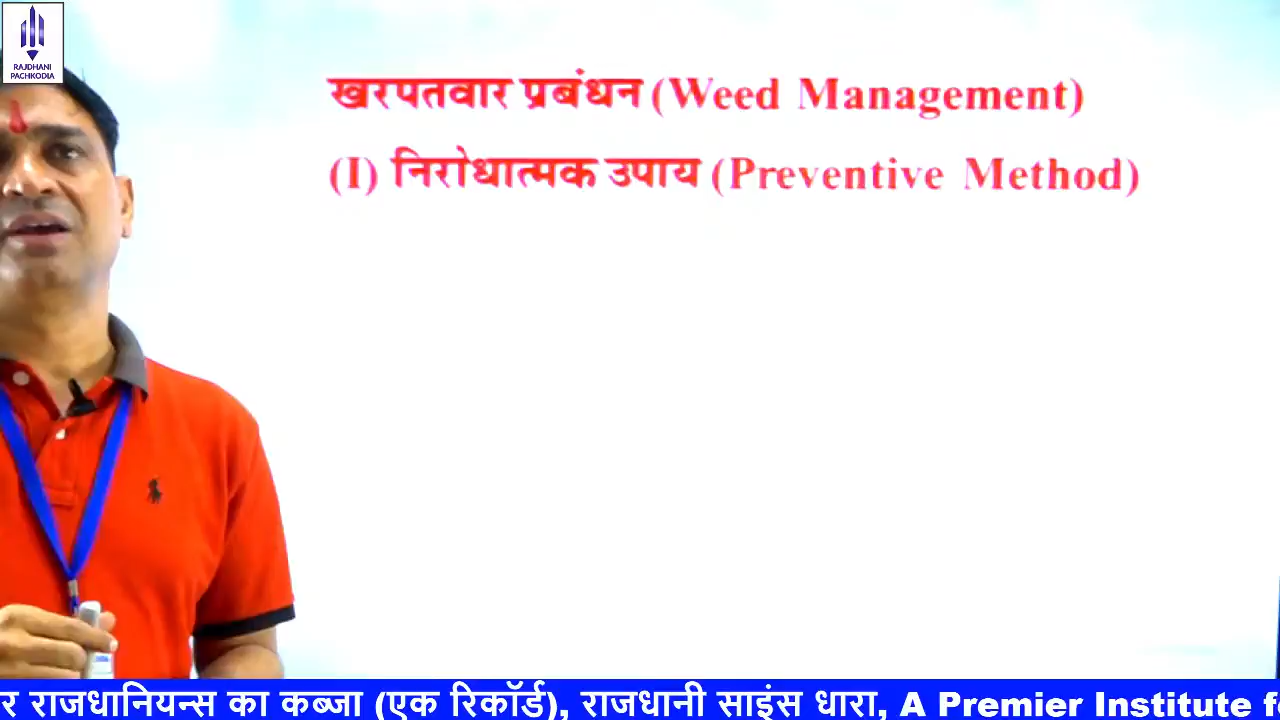 RAJDHANI
PACHKODIA
खरपतवार प्रबंधन (Weed Management)
(I) निरोधात्मक उपाय (Preventive Method)
र राजधानियन्स का कब्जा (एक रिकॉर्ड), राजधानी साइंस धारा, A Premier Institute f